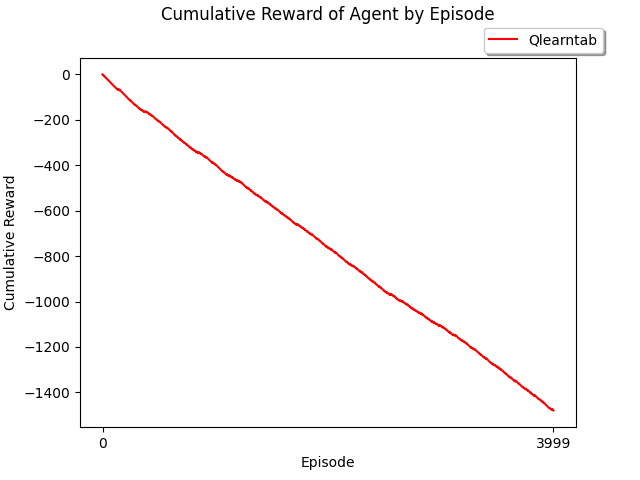 Cumulative Reward of Agent by Episode
Qlearntab
0
−200
−400
−600
−800
−1000
−1200
−1400
Cumulative Reward
0
3999
Episode